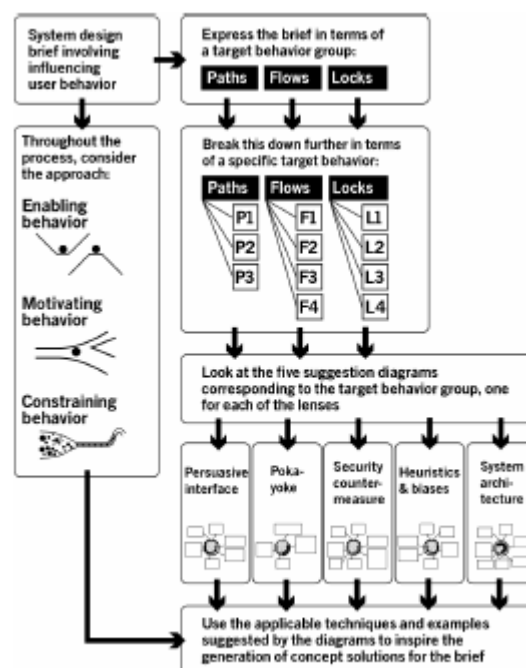 System design
brief involving
influencing
user behavior
Express the brief in terms of
a target behavior group:
Paths Flows Locks
Throughout the
process, consider
the approach:
Enabling
behavior
Motivating
behavior
Constraining
behavior
Break this down further in terms
of a specific target behavior:
Paths Flows Locks
P1 F1 L1
P2 F2 L2
P3 F3 L3
F4 L4
Look at the five suggestion diagrams
corresponding to the target behavior group, one
for each of the lenses
Persuasive
interface
Poka-
yoke
Security
counter-
measure
Heuristics
& biases
System
archi-
tecture
Use the applicable techniques and examples
suggested by the diagrams to inspire the
generation of concept solutions for the brief